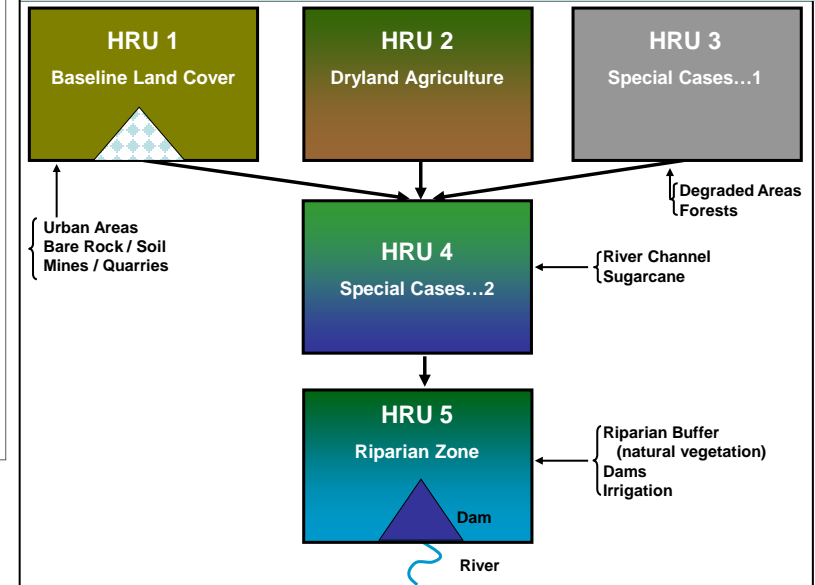 HRU 1
Baseline Land Cover
HRU 2
Dryland Agriculture
HRU 3
Special Cases…1
Urban Areas
Bare Rock / Soil
Mines / Quarries
Degraded Areas
Forests
HRU 4
Special Cases…2
River Channel
Sugarcane
HRU 5
Riparian Zone
Dam
Riparian Buffer
(natural vegetation)
Dams
Irrigation
River